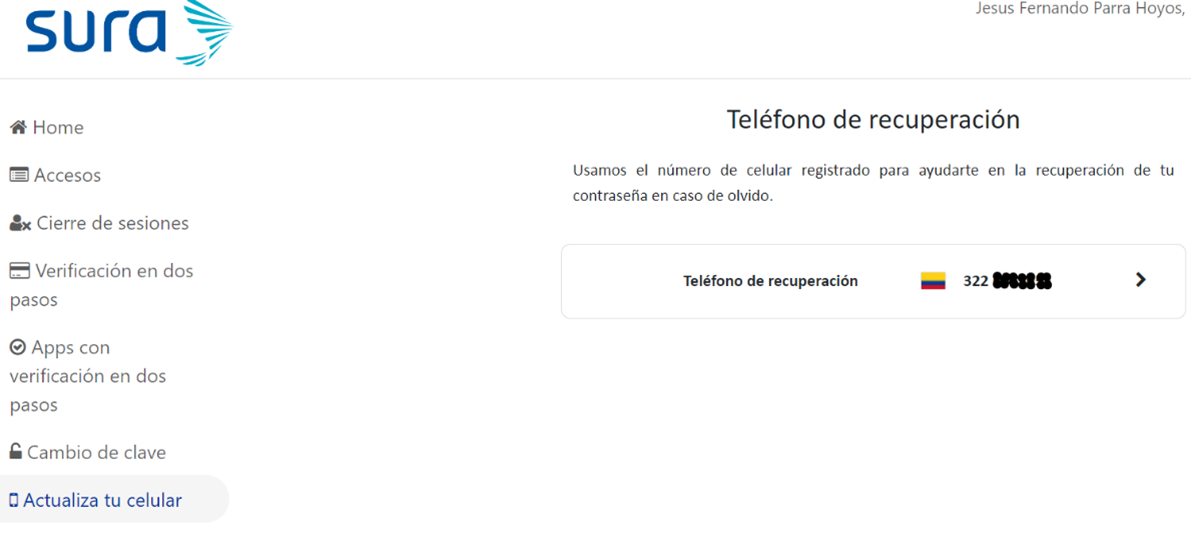 sura
Jesus Fernando Parra Hoyos,
Home
Accesos
Cierre de sesiones
Verificación en dos
pasos
Apps con
verificación en dos
pasos
Cambio de clave
Actualiza tu celular
Teléfono de recuperación
Usamos el número de celular registrado para ayudarte en la recuperación de tu
contraseña en caso de olvido.
Teléfono de recuperación 322